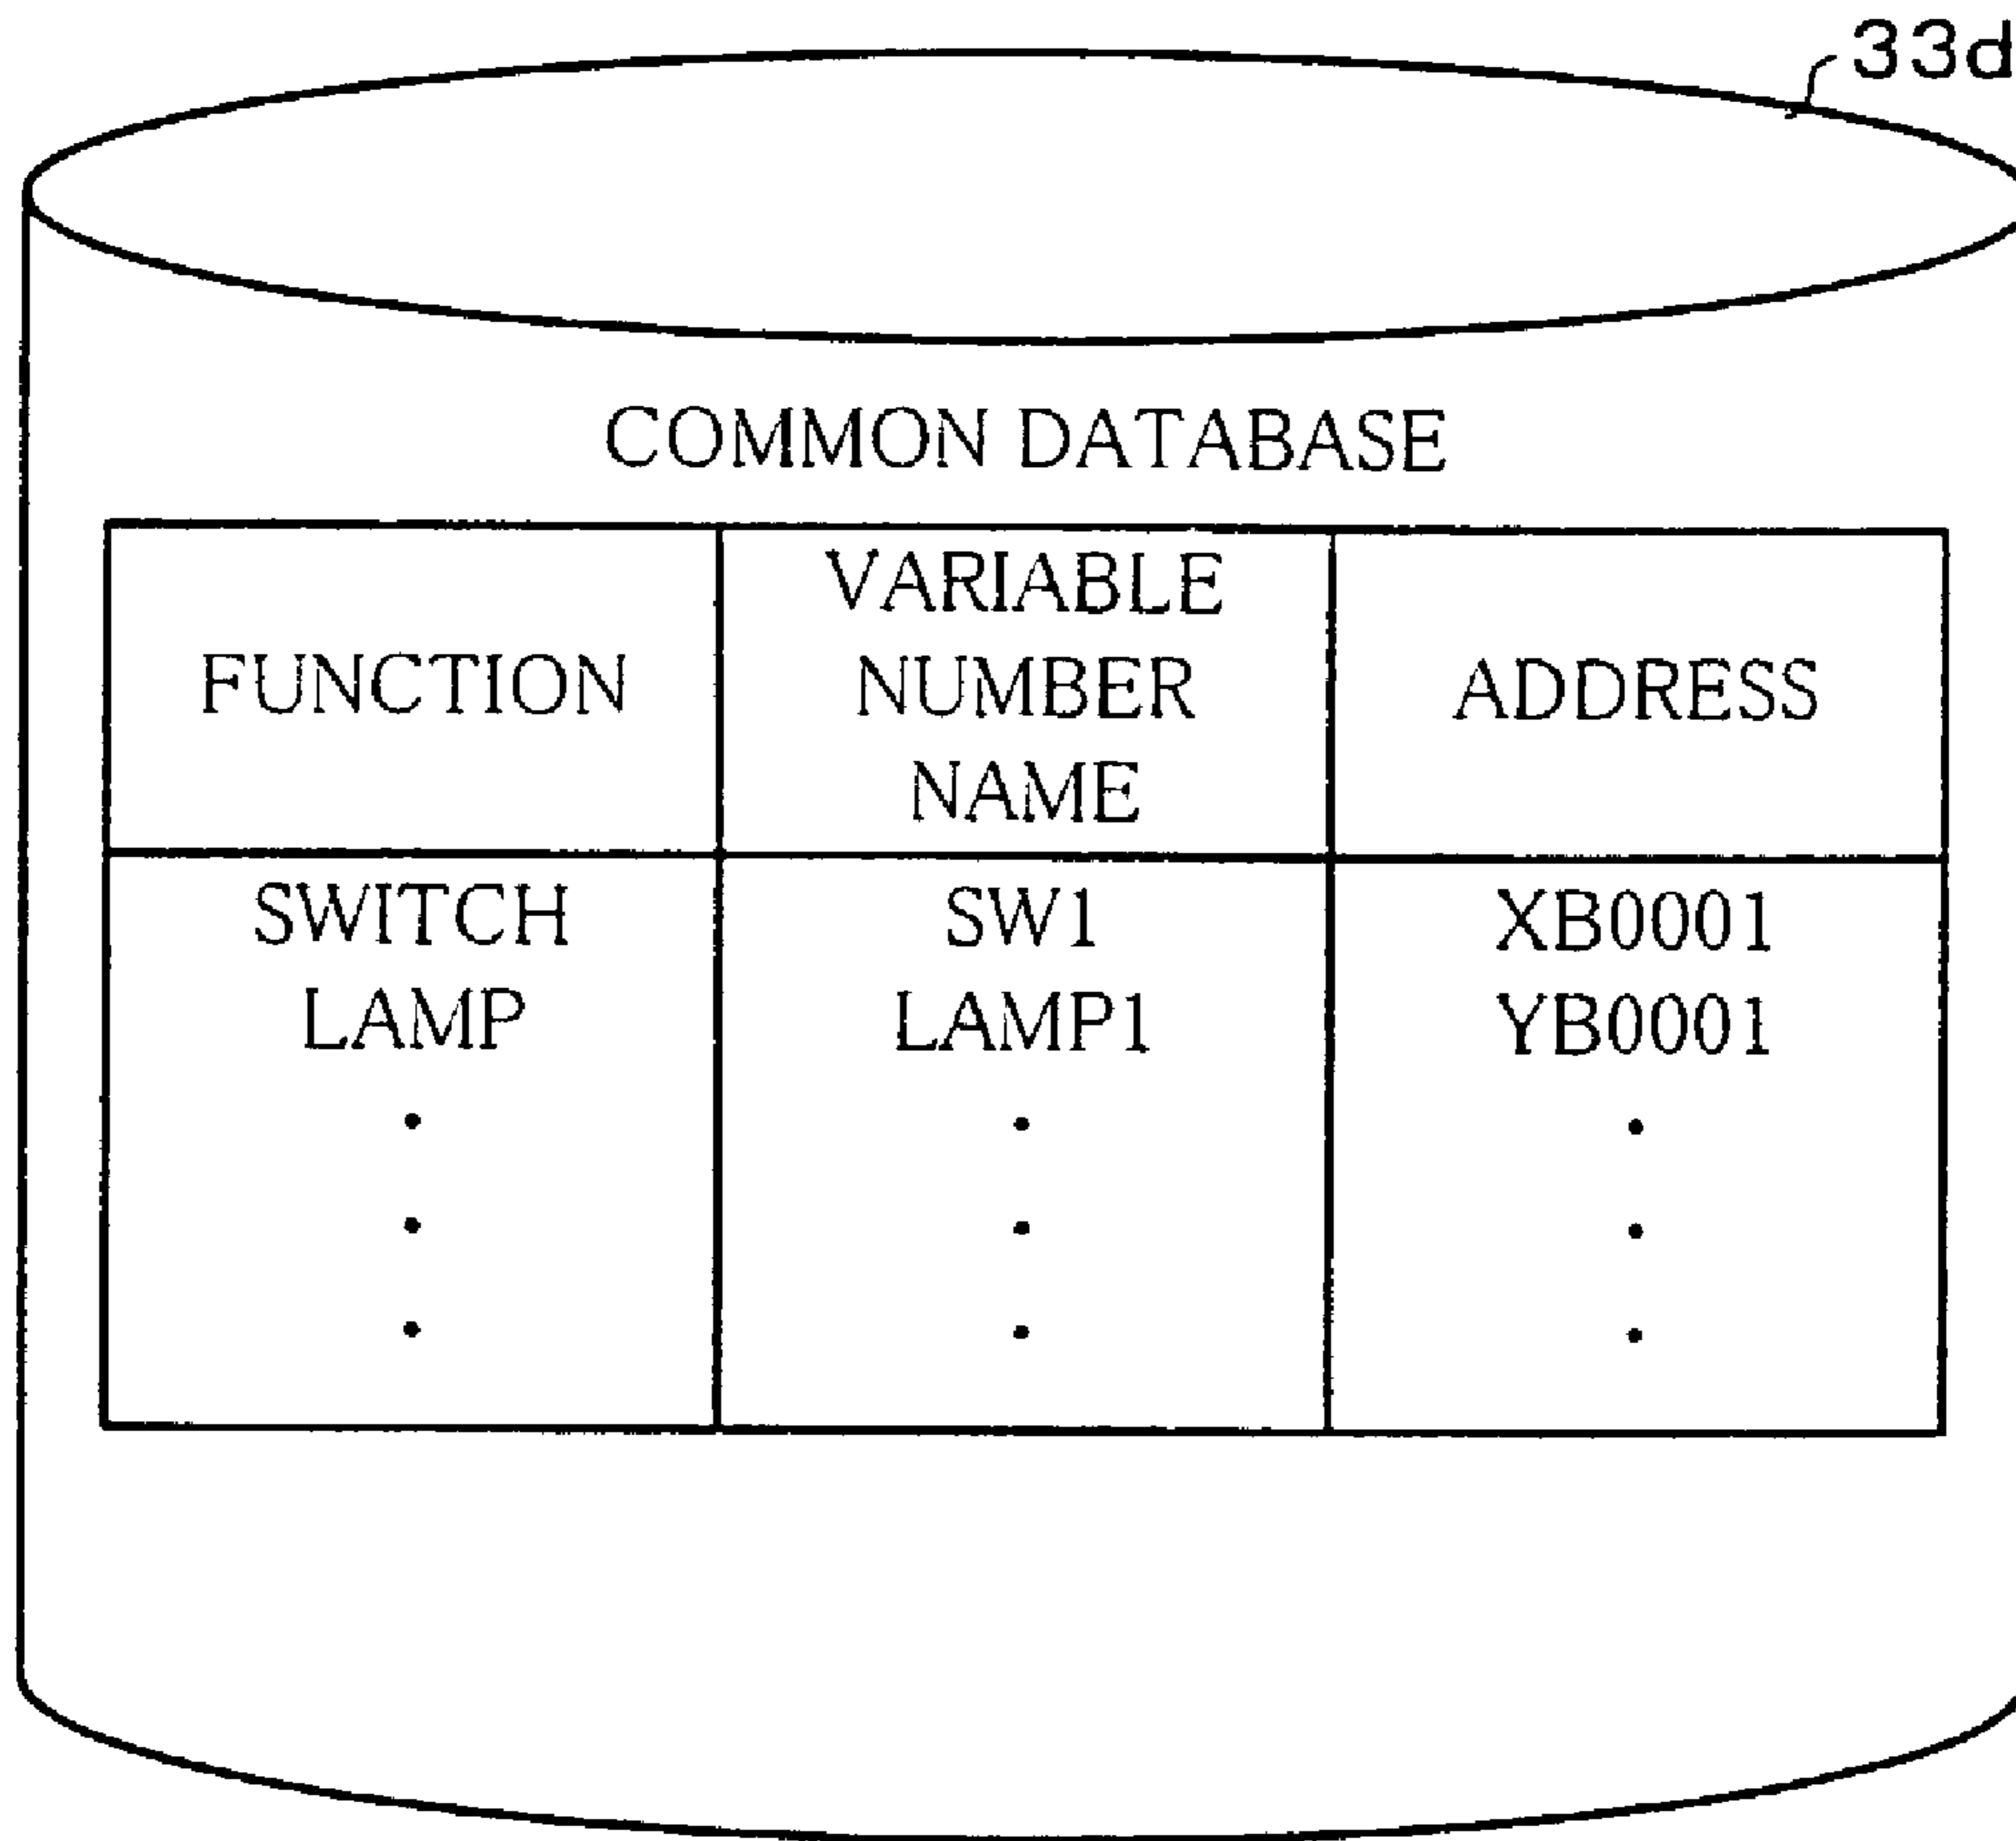 33d
COMMON DATABASE
FUNCTION
VARIABLE
NUMBER
NAME
ADDRESS
SWITCH SW1 XB0001
LAMP LAMP1 YB0001